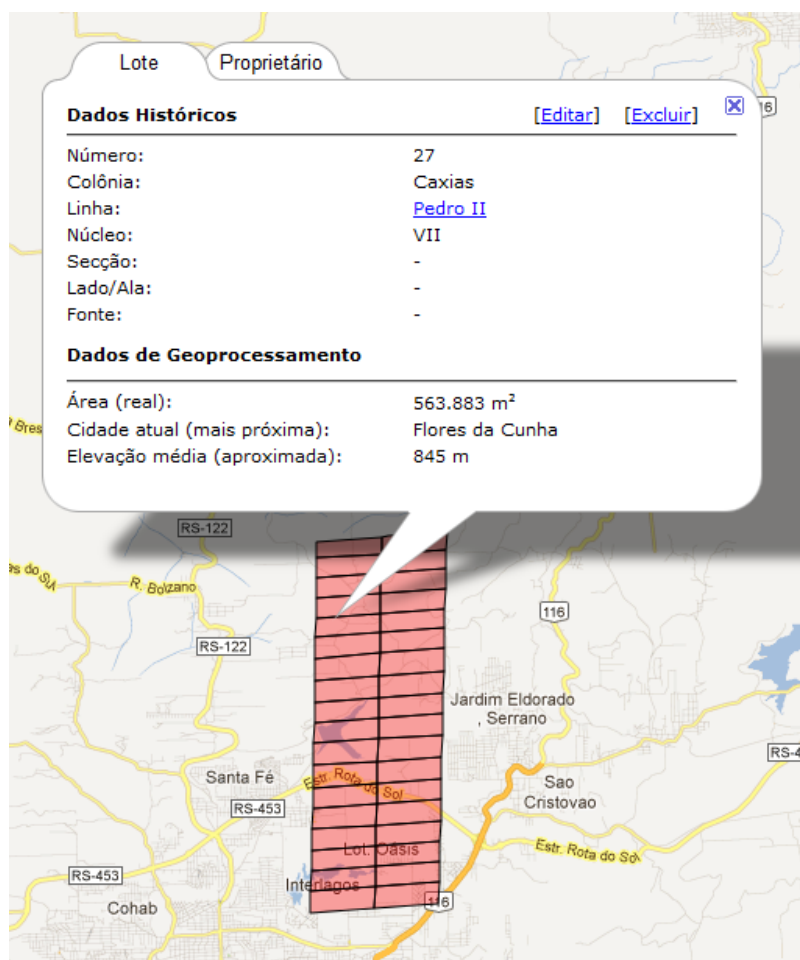 Lote Proprietário
Dados Históricos [Editar] [Excluir]
Número: 27
Colônia: Caxias
Linha: Pedro II
Núcleo: VII
Secção: -
Lado/Ala: -
Fonte: -
Dados de Geoprocessamento
Área (real): 563.883 m²
Cidade atual (mais próxima): Flores da Cunha
Elevação média (aproximada): 845 m
RS-122
R. Bolzano
116
RS-122
Jardim Eldorado
, Serrano
Santa Fé
Estr. Rota do Sol
Sao
Cristovao
RS-453
Lot. Oásis
Estr. Rota do Sol
RS-453
Interlagos
116
Cohab